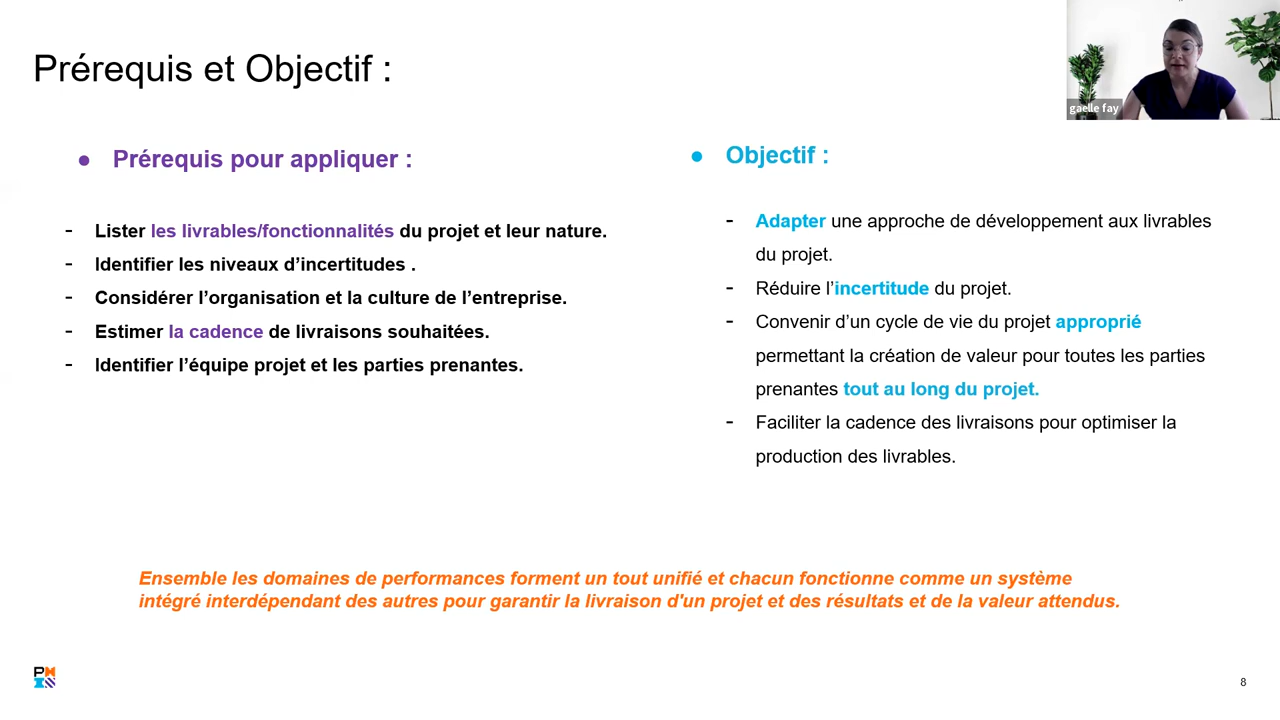 Prérequis et Objectif :
gaelle fay
● Prérequis pour appliquer :
- Lister les livrables/fonctionnalités du projet et leur nature.
- Identifier les niveaux d’incertitudes .
- Considérer l’organisation et la culture de l’entreprise.
- Estimer la cadence de livraisons souhaitées.
- Identifier l’équipe projet et les parties prenantes.
● Objectif :
- Adapter une approche de développement aux livrables
du projet.
- Réduire l’incertitude du projet.
- Convenir d’un cycle de vie du projet approprié
permettant la création de valeur pour toutes les parties
prenantes tout au long du projet.
- Faciliter la cadence des livraisons pour optimiser la
production des livrables.
Ensemble les domaines de performances forment un tout unifié et chacun fonctionne comme un système
intégré interdépendant des autres pour garantir la livraison d'un projet et des résultats et de la valeur attendus.
8